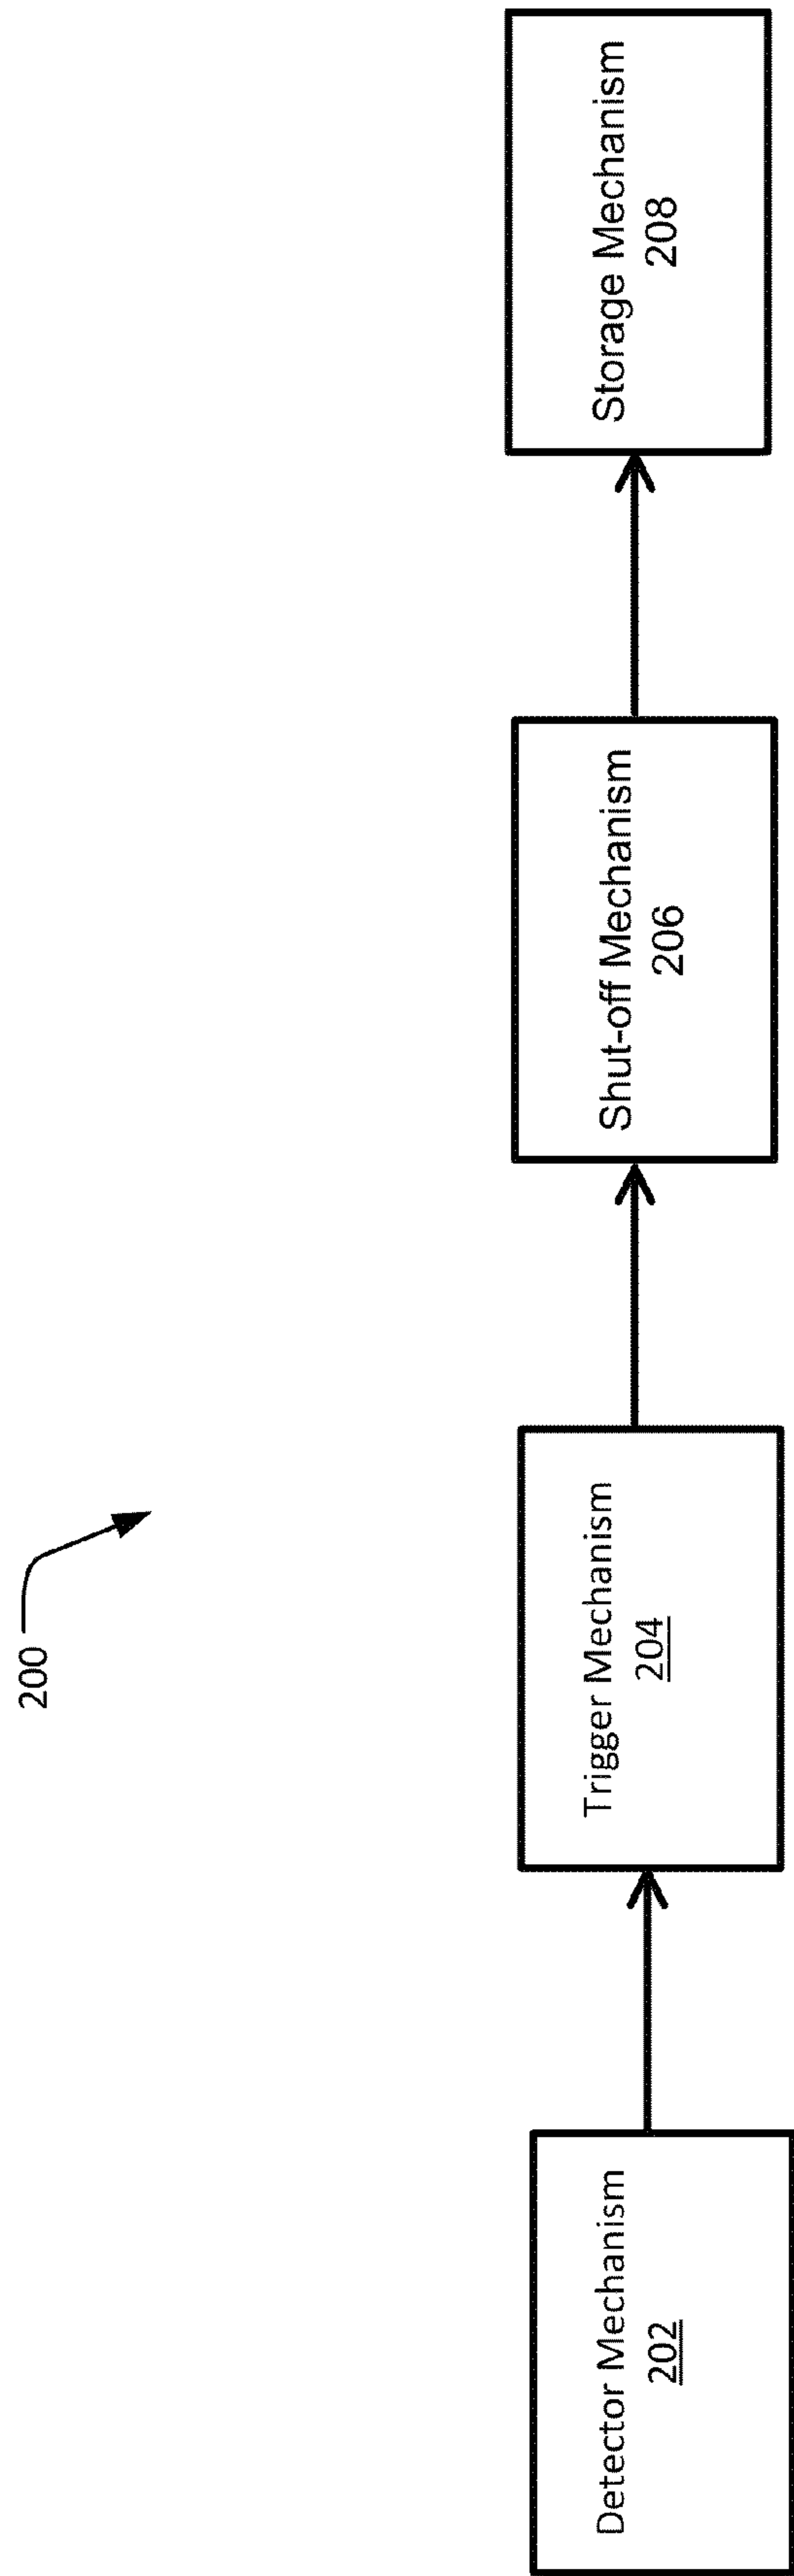 200
Detector Mechanism
202
Trigger Mechanism
204
Shut-off Mechanism
206
Storage Mechanism
208